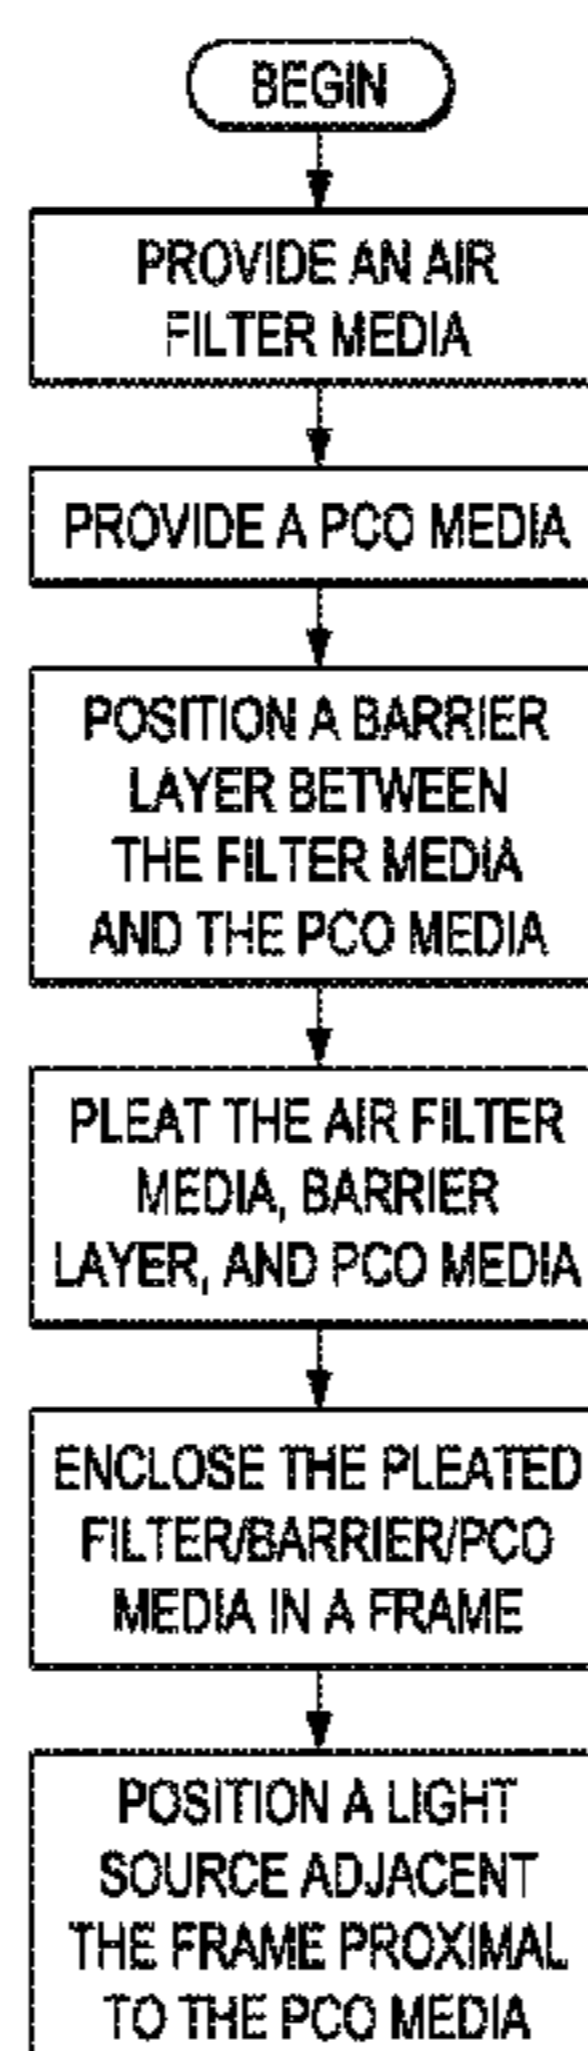 BEGIN
PROVIDE AN AIR
FILTER MEDIA
PROVIDE A PCO MEDIA
POSITION A BARRIER
LAYER BETWEEN
THE FILTER MEDIA
AND THE PCO MEDIA
PLEAT THE AIR FILTER
MEDIA, BARRIER
LAYER, AND PCO MEDIA
ENCLOSE THE PLEATED
FILTER/BARRIER/PCO
MEDIA IN A FRAME
POSITION A LIGHT
SOURCE ADJACENT
THE FRAME PROXIMAL
TO THE PCO MEDIA